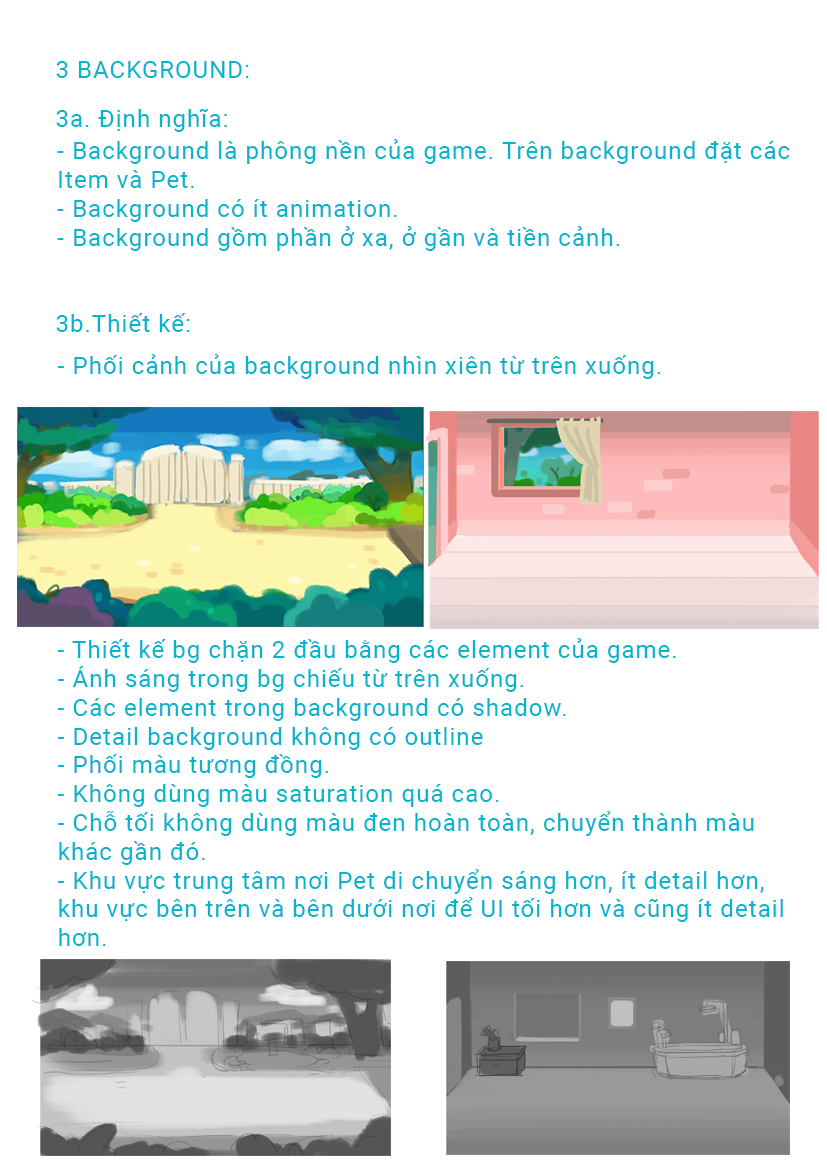 3 BACKGROUND:
3a. Định nghĩa:
- Background là phông nền của game. Trên background đặt các
Item và Pet.
- Background có ít animation.
- Background gồm phần ở xa, ở gần và tiền cảnh.
3b.Thiết kế:
- Phối cảnh của background nhìn xiên từ trên xuống.
- Thiết kế bg chặn 2 đầu bằng các element của game.
- Ánh sáng trong bg chiếu từ trên xuống.
- Các element trong background có shadow.
- Detail background không có outline
- Phối màu tương đồng.
- Không dùng màu saturation quá cao.
- Chỗ tối không dùng màu đen hoàn toàn, chuyển thành màu
khác gần đó.
- Khu vực trung tâm nơi Pet di chuyển sáng hơn, ít detail hơn,
khu vực bên trên và bên dưới nơi để UI tối hơn và cũng ít detail
hơn.